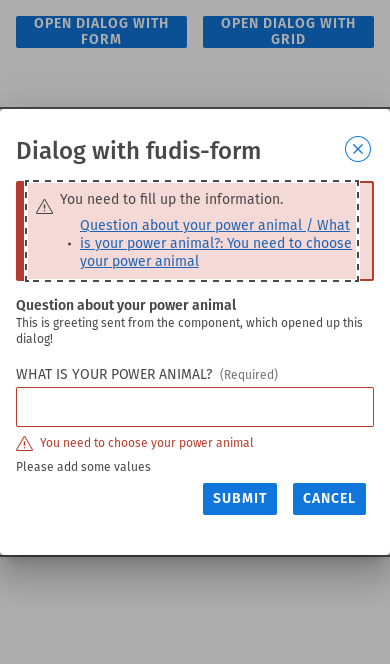 OPEN DIALOG WITH FORM
OPEN DIALOG WITH GRID
Dialog with fudis-form
You need to fill up the information.
Question about your power animal / What
is your power animal?: You need to choose
your power animal
Question about your power animal
This is greeting sent from the component, which opened up this
dialog!
WHAT IS YOUR POWER ANIMAL? (Required)
You need to choose your power animal
Please add some values
SUBMIT
CANCEL